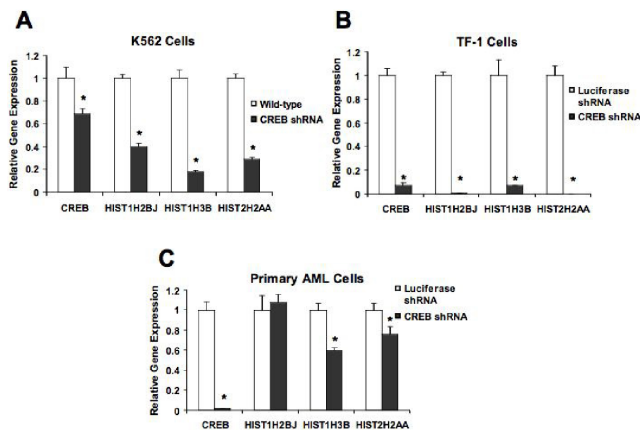 A
K562 Cells
Relative Gene Expression
1.2
1
0.8
0.6
0.4
0.2
0
*
*
*
*
Wild-type
CREB shRNA
CREB HIST1H2BJ HIST1H3B HIST2H2AA
B
TF-1 Cells
Relative Gene Expression
1.2
1
0.8
0.6
0.4
0.2
0
*
*
*
*
Luciferase
shRNA
CREB shRNA
CREB HIST1H2BJ HIST1H3B HIST2H2AA
C
Primary AML Cells
Relative Gene Expression
1.2
1
0.8
0.6
0.4
0.2
0
*
*
*
Luciferase
shRNA
CREB shRNA
CREB HIST1H2BJ HIST1H3B HIST2H2AA